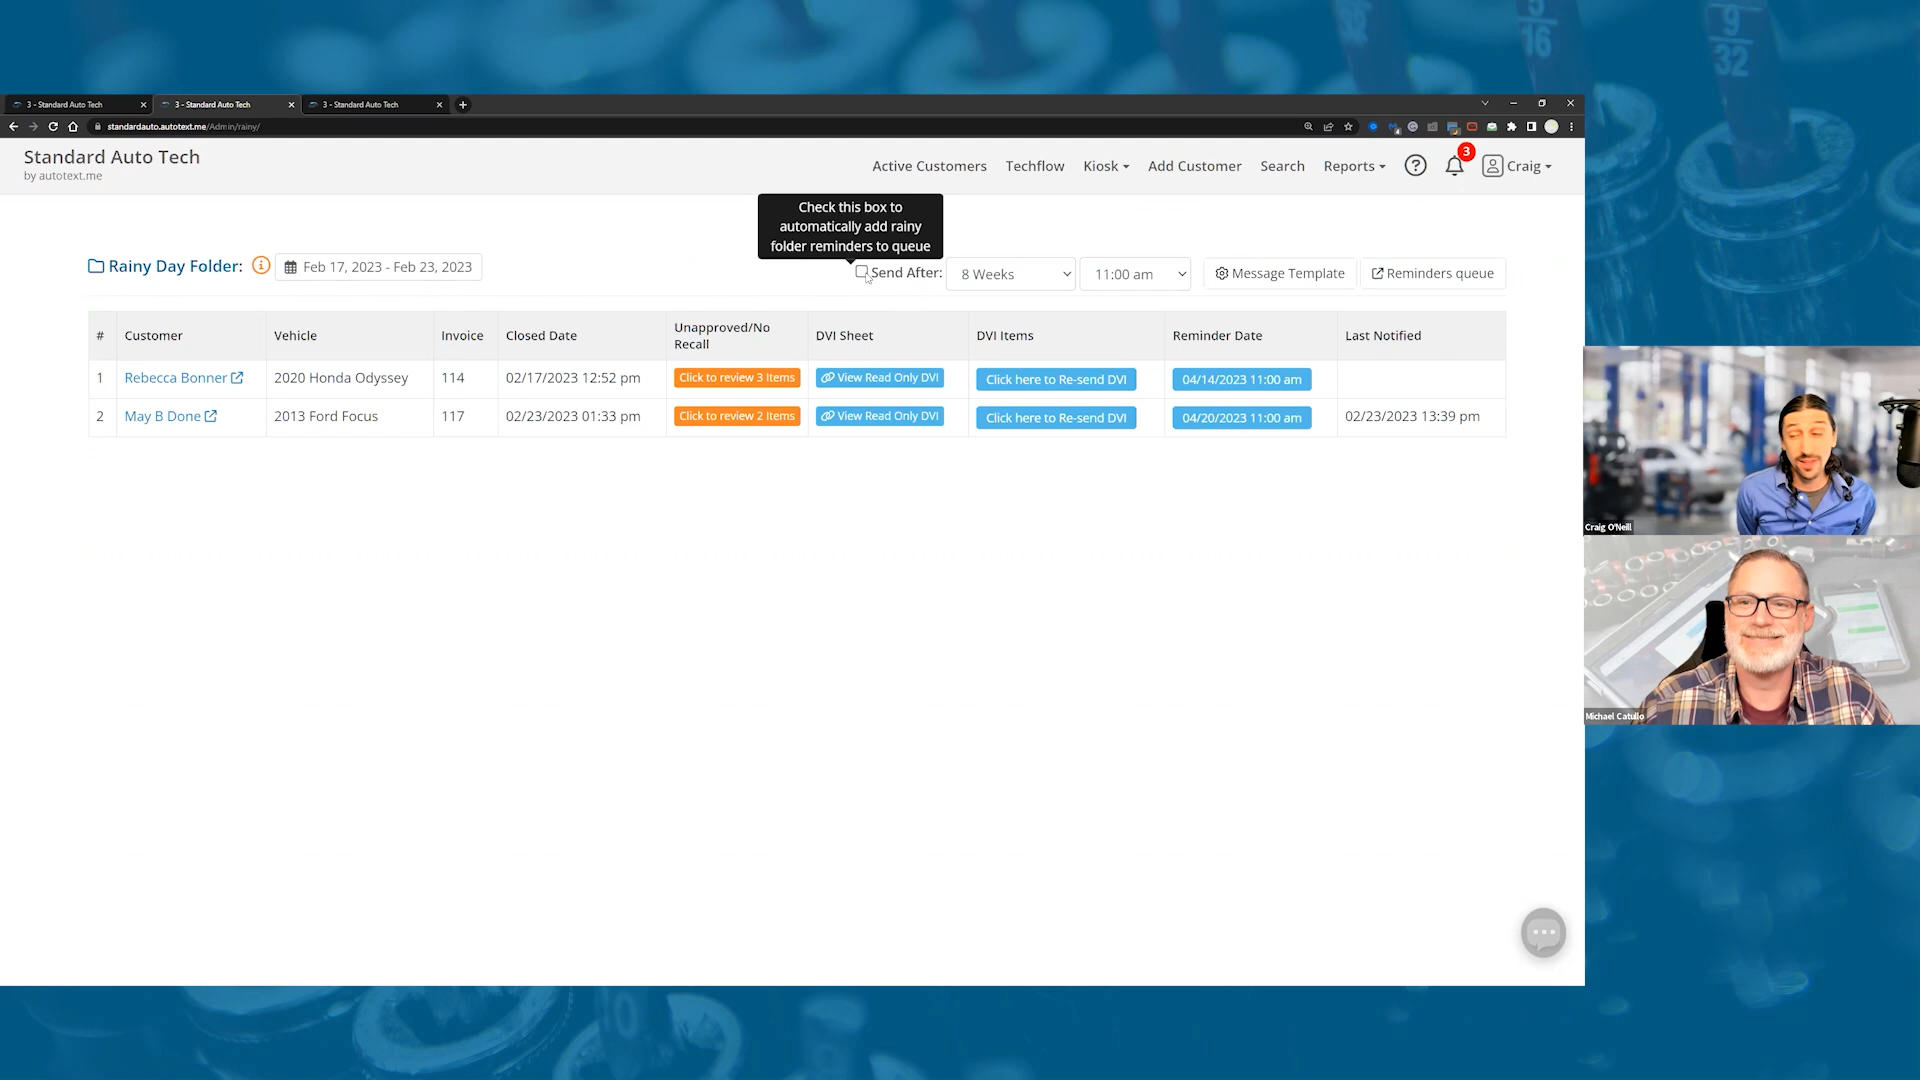 5
16
9
32
32
3 - Standard Auto Tech
3 - Standard Auto Tech
3 - Standard Auto Tech
standardauto.autotext.me/Admin/rainy/
Standard Auto Tech
by autotext.me
Active Customers Techflow Kiosk Add Customer Search Reports 3 Craig
Check this box to
automatically add rainy
folder reminders to queue
Rainy Day Folder: Feb 17, 2023 - Feb 23, 2023
Send After: 8 Weeks 11:00 am Message Template Reminders queue
# Customer Vehicle Invoice Closed Date Unapproved/No Recall DVI Sheet DVI Items Reminder Date Last Notified
1 Rebecca Bonner 2020 Honda Odyssey 114 02/17/2023 12:52 pm Click to review 3 Items View Read Only DVI Click here to Re-send DVI 04/14/2023 11:00 am
2 May B Done 2013 Ford Focus 117 02/23/2023 01:33 pm Click to review 2 Items View Read Only DVI Click here to Re-send DVI 04/20/2023 11:00 am 02/23/2023 13:39 pm
Craig O'Neill
Michael Catullo